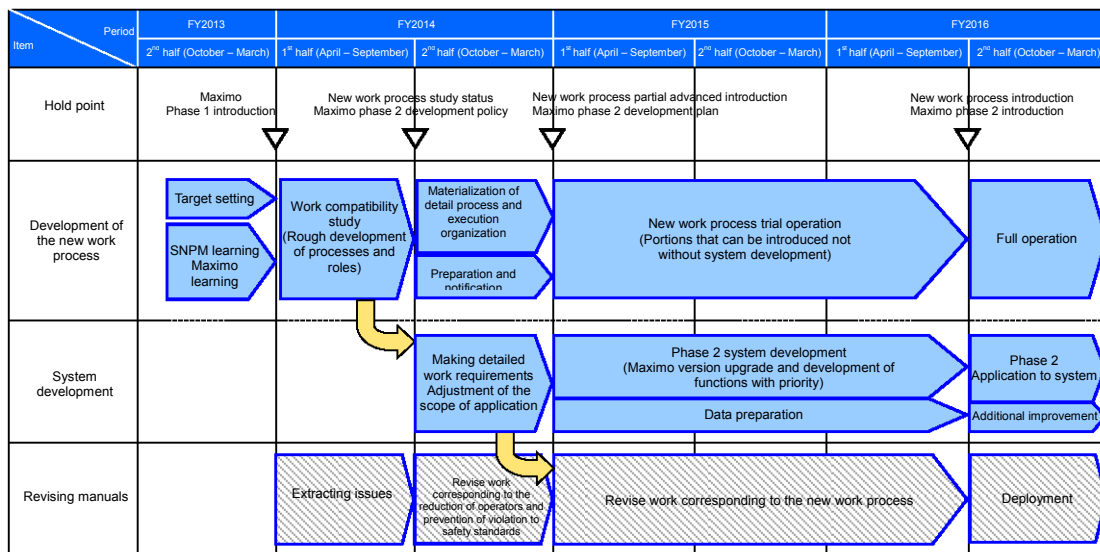 Period
Item
FY2013
FY2014
FY2015
FY2016
2nd half (October – March)
1st half (April – September)
2nd half (October – March)
1st half (April – September)
2nd half (October – March)
1st half (April – September)
2nd half (October – March)
Hold point
Maximo
Phase 1 introduction
New work process study status
Maximo phase 2 development policy
New work process partial advanced introduction
Maximo phase 2 development plan
New work process introduction
Maximo phase 2 introduction
Development of
the new work
process
Target setting
SNPM learning
Maximo
learning
Work compatibility
study
(Rough development
of processes and
roles)
Materialization of
detail process and
execution
organization
Preparation and
notification
New work process trial operation
(Portions that can be introduced not
without system development)
Full operation
System
development
Making detailed
work requirements
Adjustment of the
scope of application
Phase 2 system development
(Maximo version upgrade and development of
functions with priority)
Data preparation
Phase 2
Application to system
Additional improvement
Revising manuals
Extracting issues
Revise work
corresponding to the
reduction of operators and
prevention of violation to
safety standards
Revise work corresponding to the new work process
Deployment